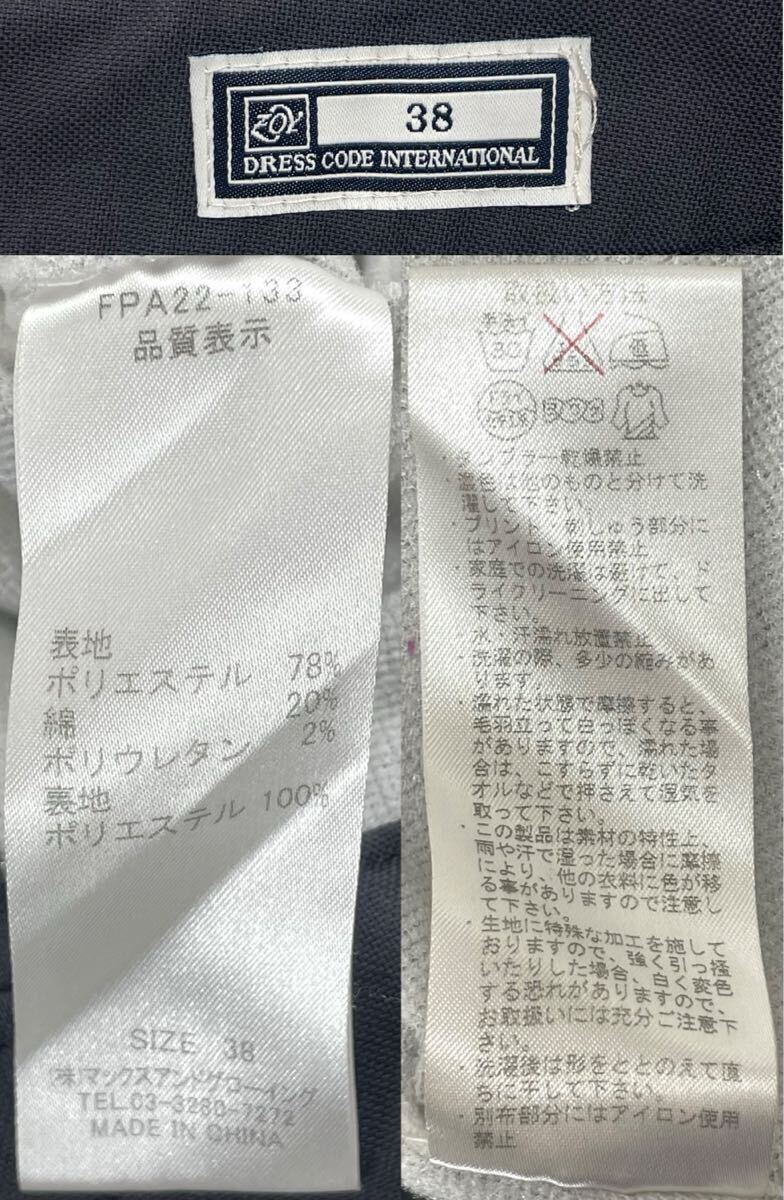 ZOY
38
DRESS CODE INTERNATIONAL
FPA22-133
品質表示
表地
ポリエステル 78%
綿 20%
ポリウレタン 2%
裏地
ポリエステル 100%
SIZE 38
(株)マックスアンドグローイング
TEL.03-3280-7272
MADE IN CHINA
取扱い方法
手洗イ
30
低
ドライ
ヨワク
・タンブラー乾燥禁止
・濃色は他のものと分けて洗
濯して下さい。
・プリント、刺しゅう部分に
はアイロン使用禁止
・家庭での洗濯は避けて、ド
ライクリーニングに出して
下さい。
・水、汗濡れ放置禁止
・洗濯の際、多少の縮みがあ
ります。
・濡れた状態で摩擦すると、
毛羽立って白っぽくなる事
がありますので、濡れた場
合は、こすらずに乾いたタ
オルなどで押さえて湿気を
取って下さい。
・この製品は素材の特性上、
雨や汗で湿った場合に摩擦
により、他の衣料に色が移
る事がありますので注意し
て下さい。
・生地に特殊な加工を施して
おりますので、強く引っ掻
いたりした場合、白く変色
する恐れがありますので、
お取扱いには充分ご注意下
さい。
・洗濯後は形をととのえて直
ちに干して下さい。
・別布部分にはアイロン使用
禁止